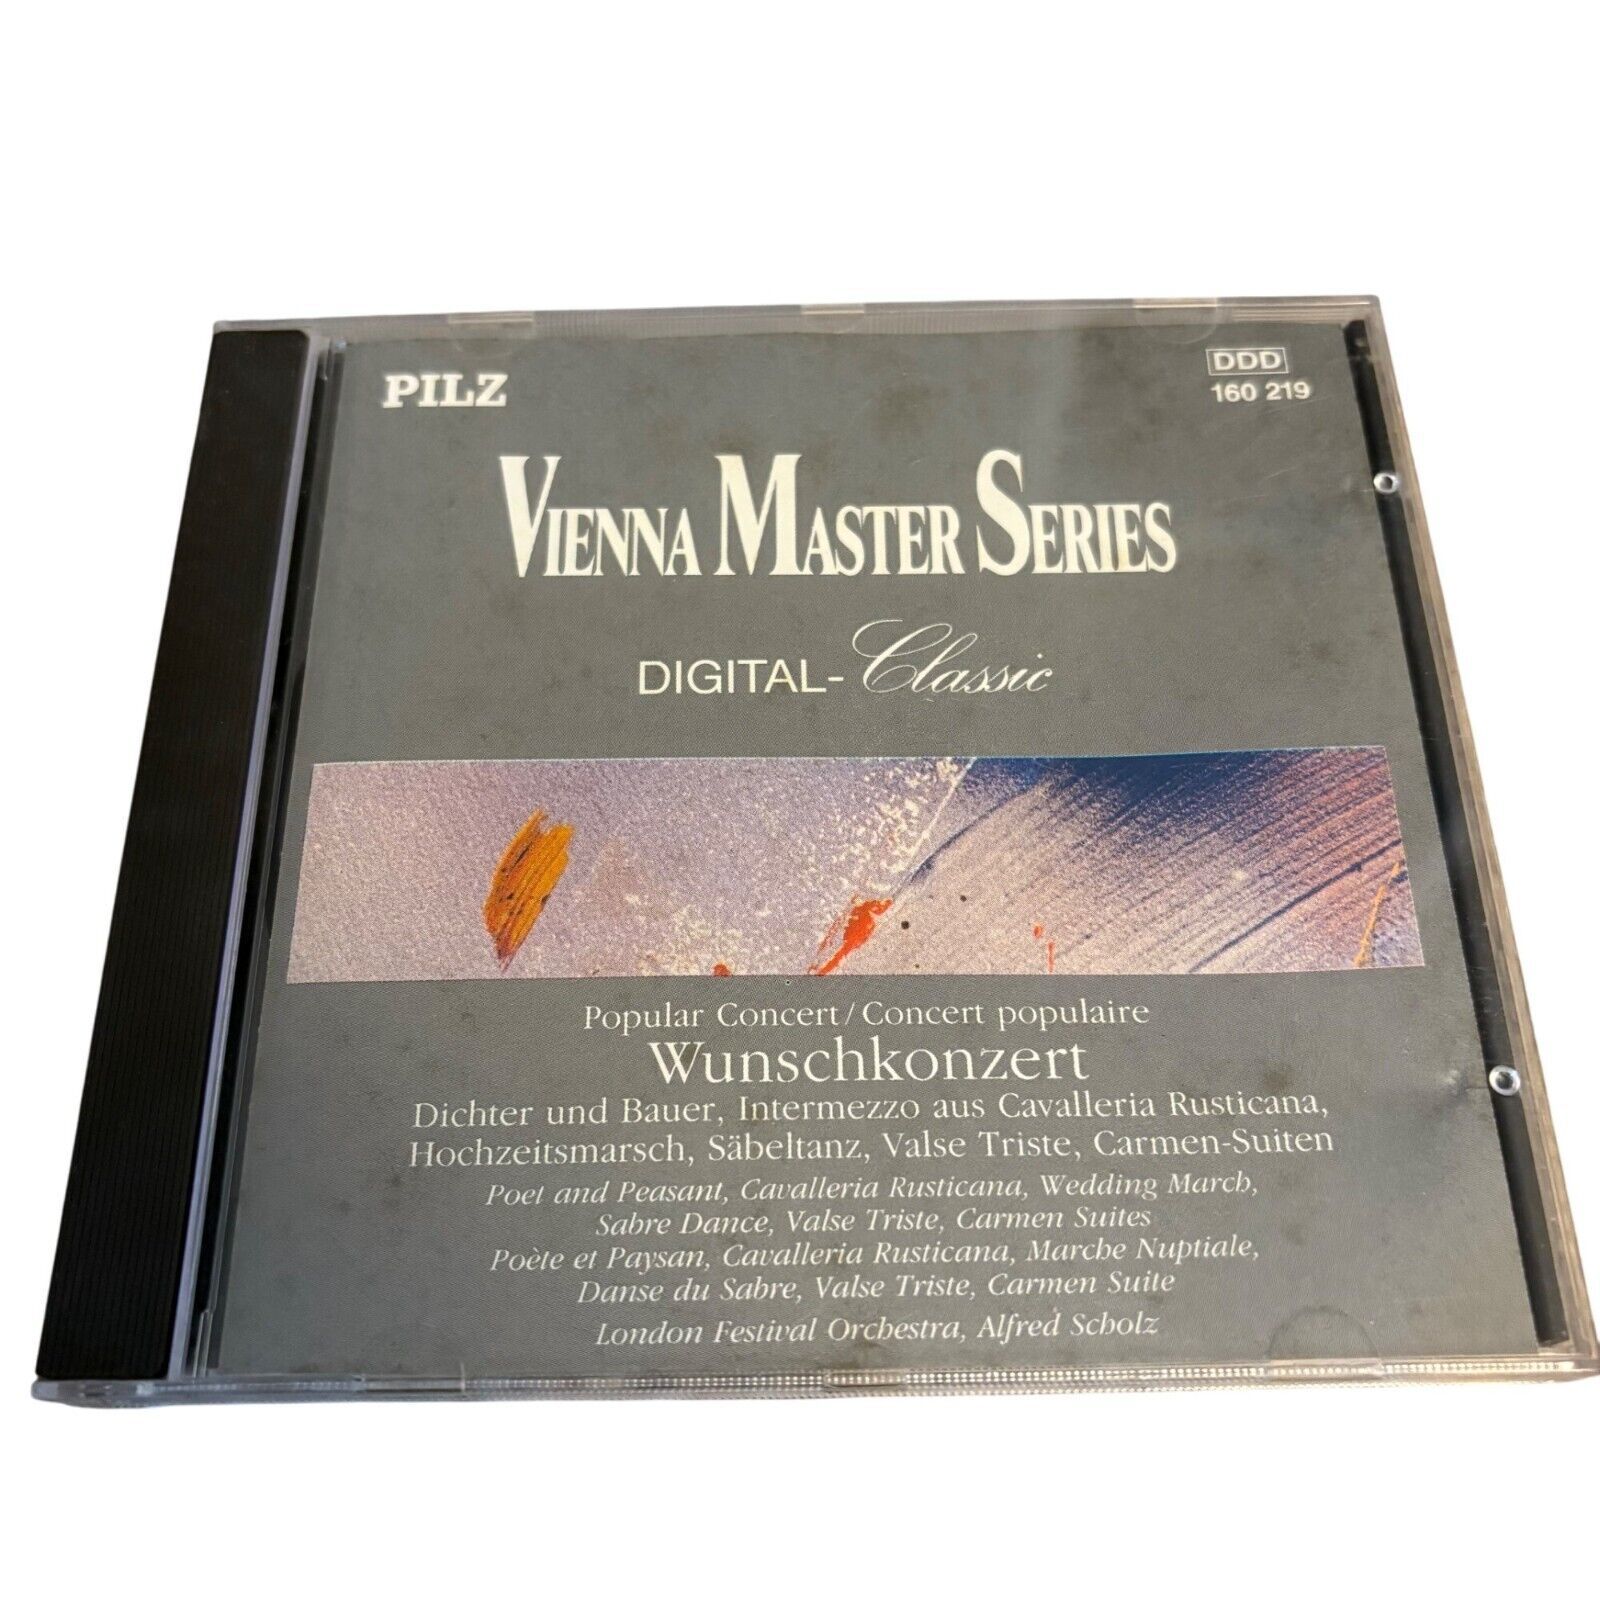 PILZ
DDD
160 219
VIENNA MASTER SERIES
DIGITAL-Classic
Popular Concert/Concert populaire
Wunschkonzert
Dichter und Bauer, Intermezzo aus Cavalleria Rusticana,
Hochzeitsmarsch, Säbeltanz, Valse Triste, Carmen-Suiten
Poet and Peasant, Cavalleria Rusticana, Wedding March,
Sabre Dance, Valse Triste, Carmen Suites
Poète et Paysan, Cavalleria Rusticana, Marche Nuptiale,
Danse du Sabre, Valse Triste, Carmen Suite
London Festival Orchestra, Alfred Scholz